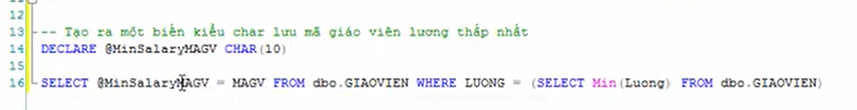 12
13 --- Tạo ra một biến kiểu char lưu mã giáo viên lương thấp nhất
14 DECLARE @MinSalaryMAGV CHAR(10)
15
16 SELECT @MinSalaryMAGV = MAGV FROM dbo.GIAOVIEN WHERE LUONG = (SELECT Min(Luong) FROM dbo.GIAOVIEN)